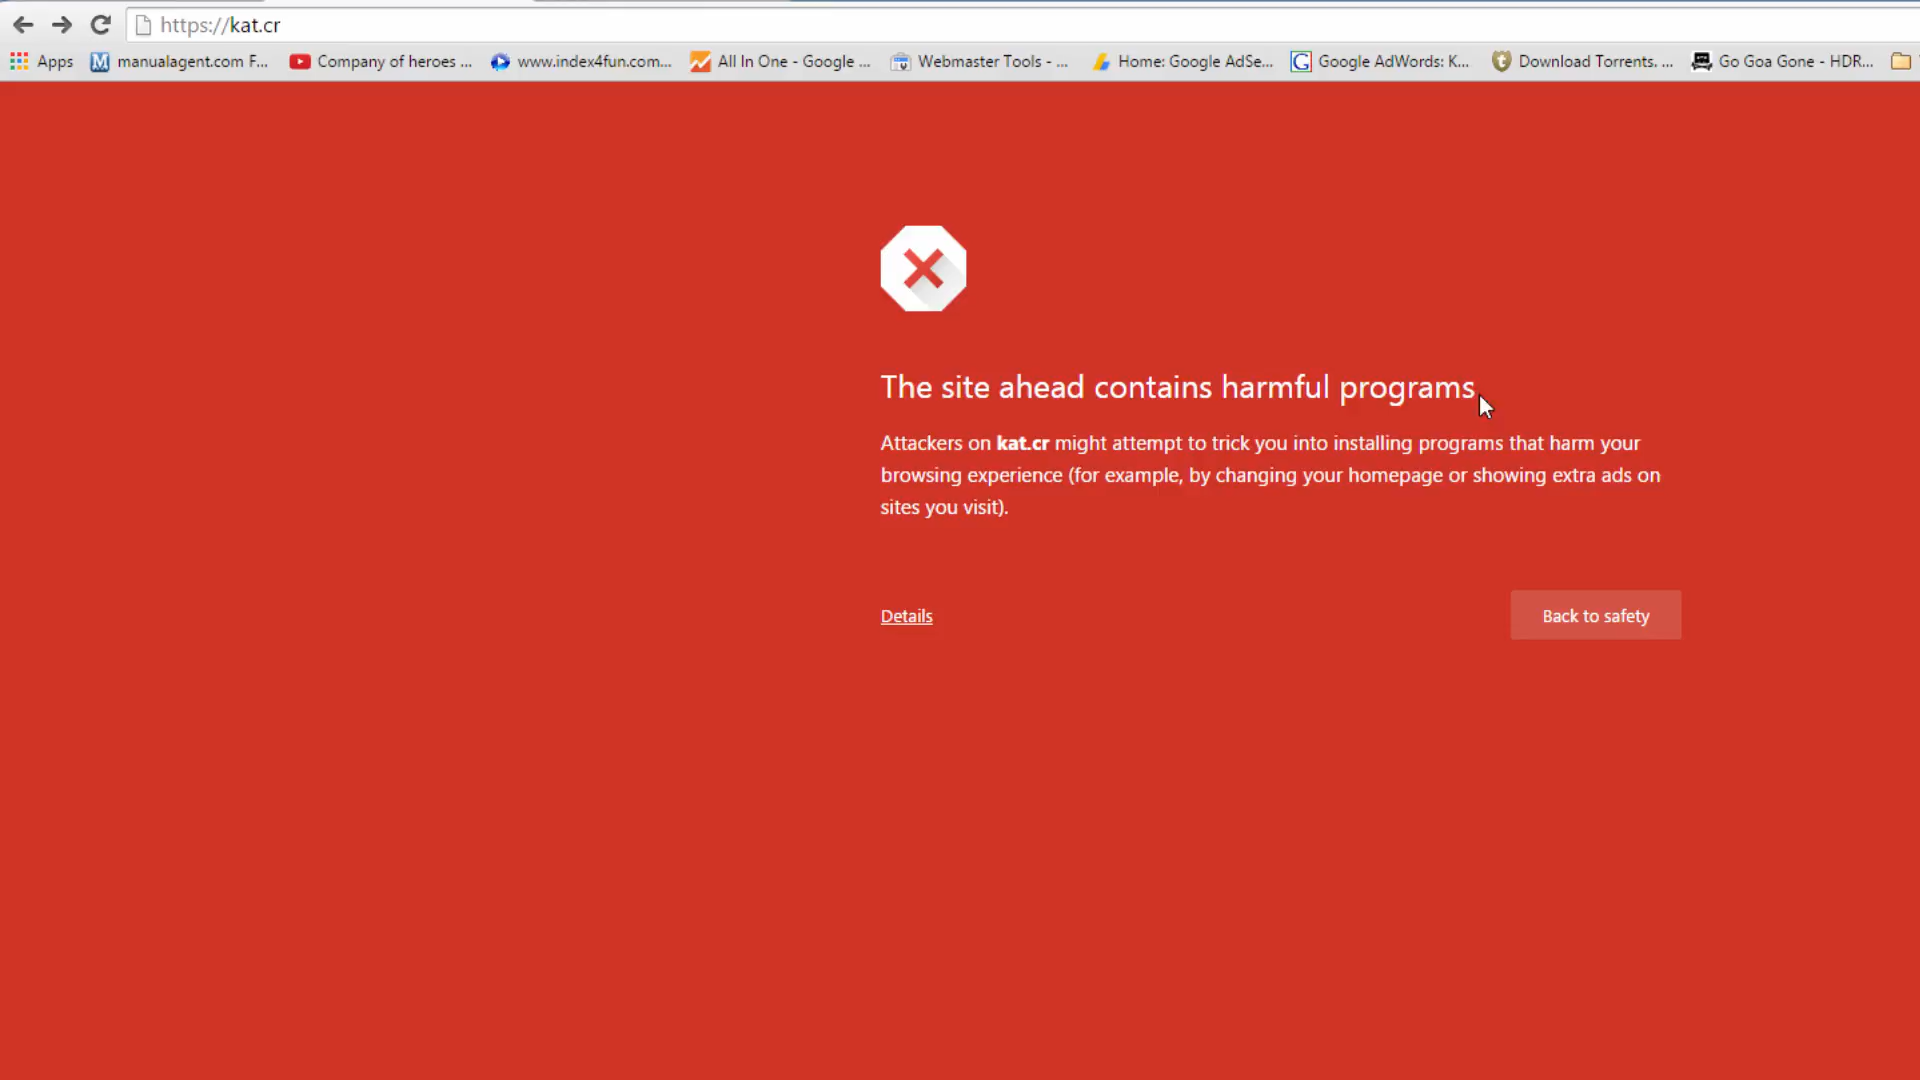 https://kat.cr
Apps manualagent.com F... Company of heroes ... www.index4fun.com... All In One - Google ... Webmaster Tools - ... Home: Google AdSe... Google AdWords: K... Download Torrents. ... Go Goa Gone - HDR...
The site ahead contains harmful programs
Attackers on kat.cr might attempt to trick you into installing programs that harm your
browsing experience (for example, by changing your homepage or showing extra ads on
sites you visit).
Details Back to safety